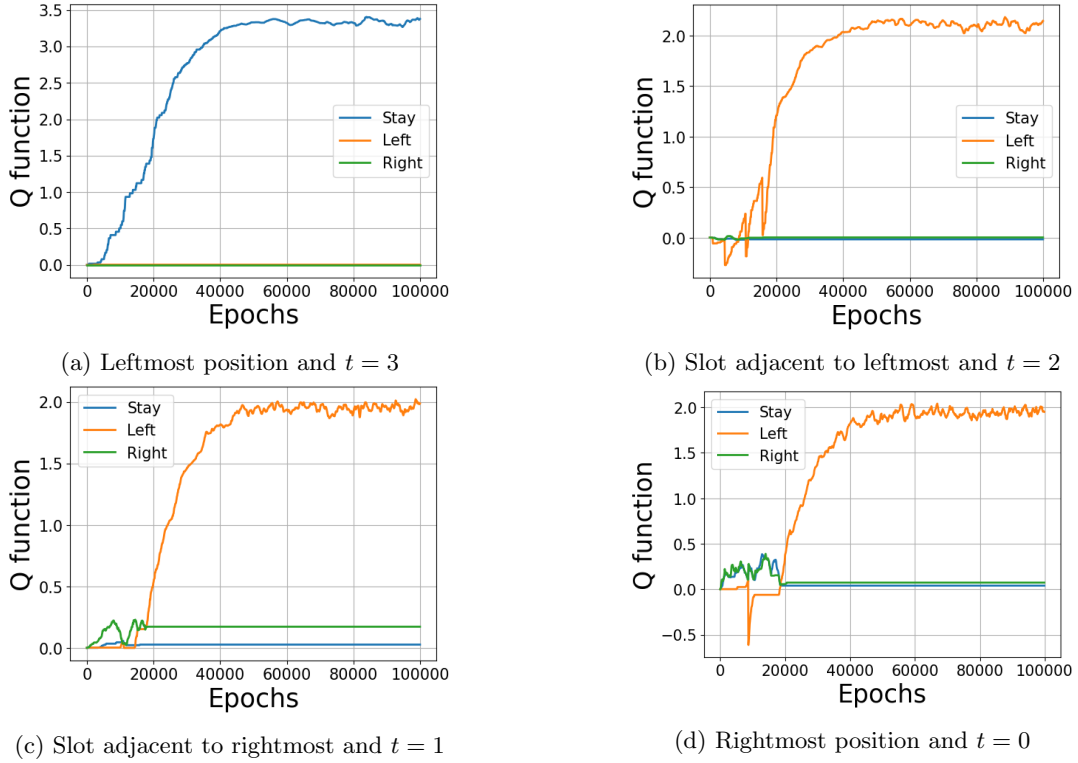 3.5
3.0
2.5
2.0
1.5
1.0
0.5
0.0
Q function
Stay
Left
Right
0 20000 40000 60000 80000 100000
Epochs
(a) Leftmost position and t = 3
2.0
1.5
1.0
0.5
0.0
Q function
Stay
Left
Right
0 20000 40000 60000 80000 100000
Epochs
(b) Slot adjacent to leftmost and t = 2
2.0
1.5
1.0
0.5
0.0
Q function
Stay
Left
Right
0 20000 40000 60000 80000 100000
Epochs
(c) Slot adjacent to rightmost and t = 1
2.0
1.5
1.0
0.5
0.0
−0.5
Q function
Stay
Left
Right
0 20000 40000 60000 80000 100000
Epochs
(d) Rightmost position and t = 0